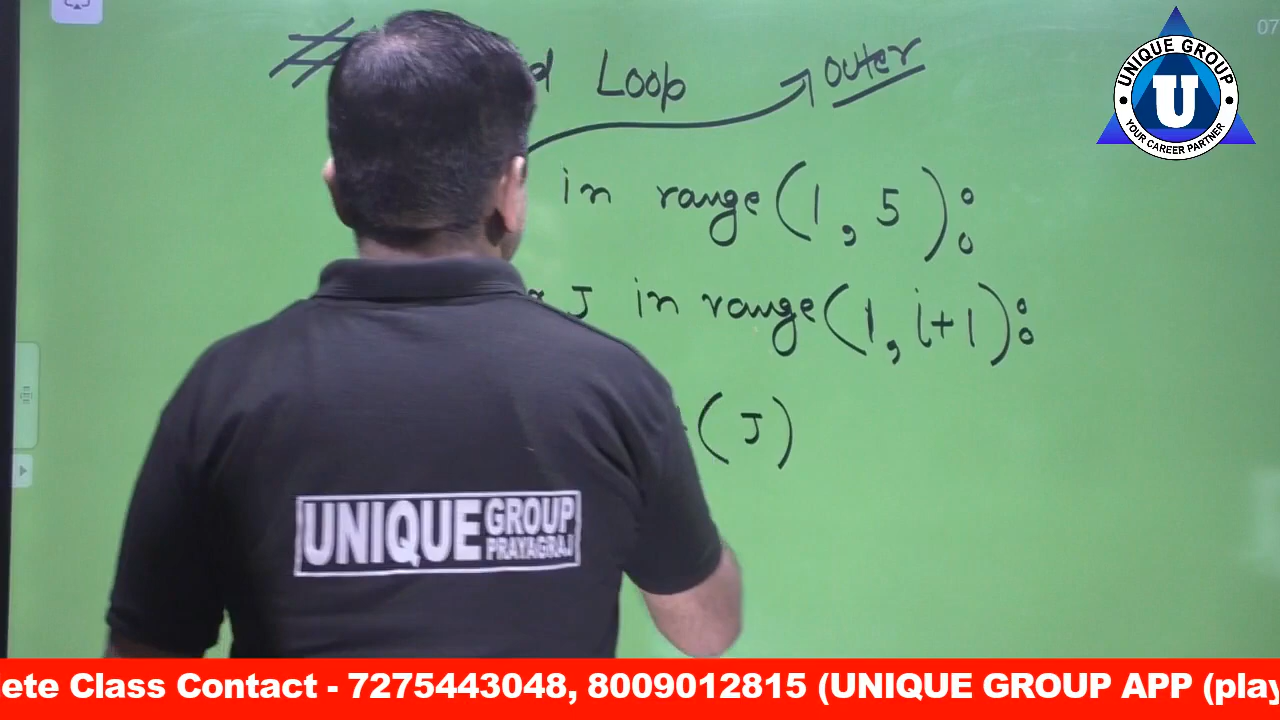 Loop outer
in range(1, 5):
J in range(1, i+1):
(J)
UNIQUE GROUP
PRAYAGRAJ
UNIQUE GROUP
U
YOUR CAREER PARTNER
07
lete Class Contact - 7275443048, 8009012815 (UNIQUE GROUP APP (play